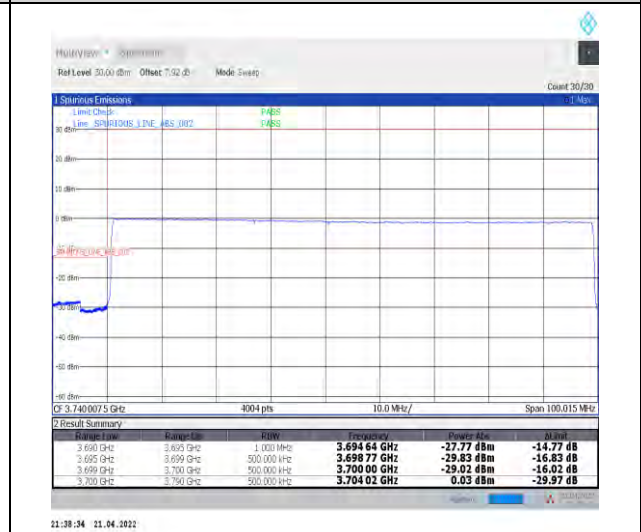 MultiView Spectrum
Ref Level 30.00 dBm Offset 7.92 dB Mode Sweep
Count 30/30
1 Spurious Emissions
Limit Check PASS
Line _SPURIOUS_LINE_ABS_002 PASS
30 dBm
20 dBm
10 dBm
0 dBm
-20 dBm
-30 dBm
-40 dBm
-50 dBm
-60 dBm
CF 3.7400075 GHz 4004 pts 10.0 MHz/ Span 100.015 MHz
2 Result Summary
Range Low Range Up RBW Frequency Power Abs ΔLimit
3.690 GHz 3.695 GHz 1.000 MHz 3.694 64 GHz -27.77 dBm -14.77 dB
3.695 GHz 3.699 GHz 500.000 kHz 3.698 77 GHz -29.83 dBm -16.83 dB
3.699 GHz 3.700 GHz 500.000 kHz 3.700 00 GHz -29.02 dBm -16.02 dB
3.700 GHz 3.790 GHz 500.000 kHz 3.704 02 GHz 0.03 dBm -29.97 dB
21:38:34 21.04.2022